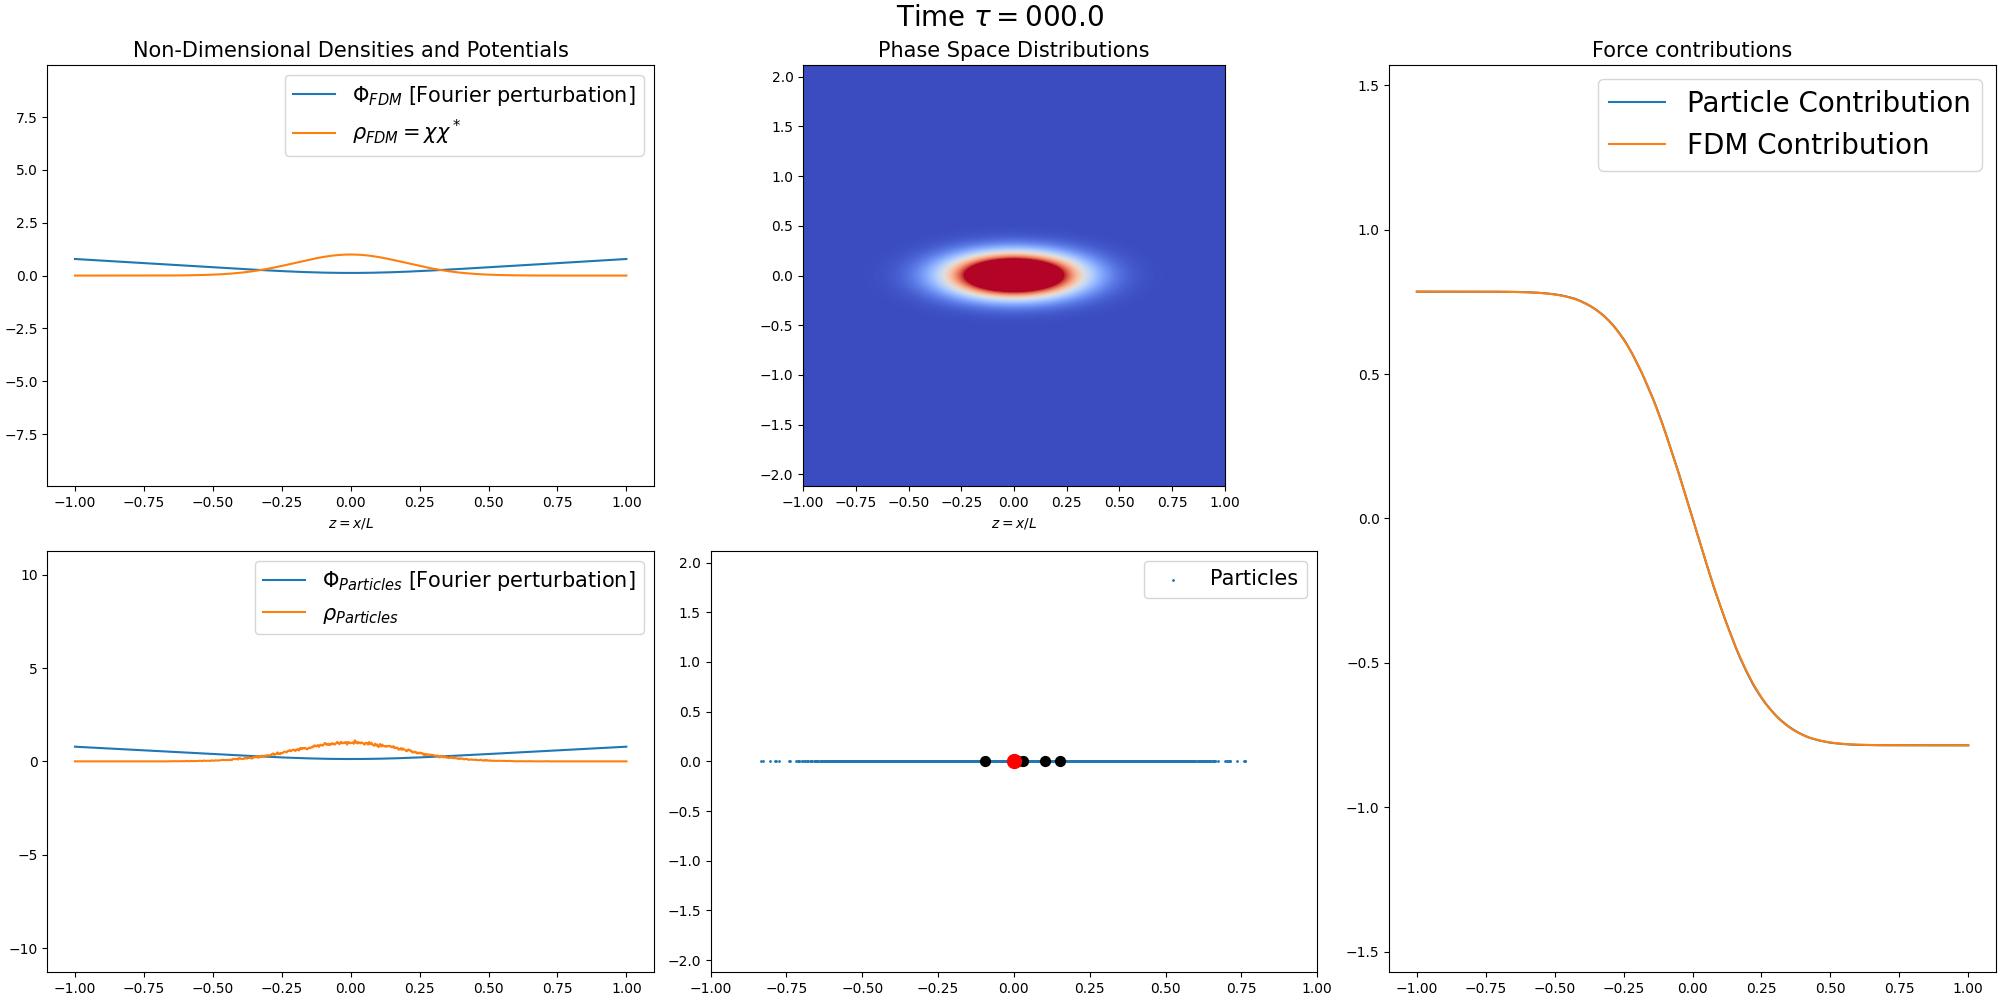 Time τ = 000.0
Non-Dimensional Densities and Potentials
Φ_FDM [Fourier perturbation]
ρ_FDM = χχ*
7.5
5.0
2.5
0.0
−2.5
−5.0
−7.5
−1.00 −0.75 −0.50 −0.25 0.00 0.25 0.50 0.75 1.00
z = x/L
Phase Space Distributions
2.0
1.5
1.0
0.5
0.0
−0.5
−1.0
−1.5
−2.0
−1.00 −0.75 −0.50 −0.25 0.00 0.25 0.50 0.75 1.00
z = x/L
Force contributions
Particle Contribution
FDM Contribution
1.5
1.0
0.5
0.0
−0.5
−1.0
−1.5
−1.00 −0.75 −0.50 −0.25 0.00 0.25 0.50 0.75 1.00
Φ_Particles [Fourier perturbation]
ρ_Particles
10
5
0
−5
−10
−1.00 −0.75 −0.50 −0.25 0.00 0.25 0.50 0.75 1.00
Particles
2.0
1.5
1.0
0.5
0.0
−0.5
−1.0
−1.5
−2.0
−1.00 −0.75 −0.50 −0.25 0.00 0.25 0.50 0.75 1.00